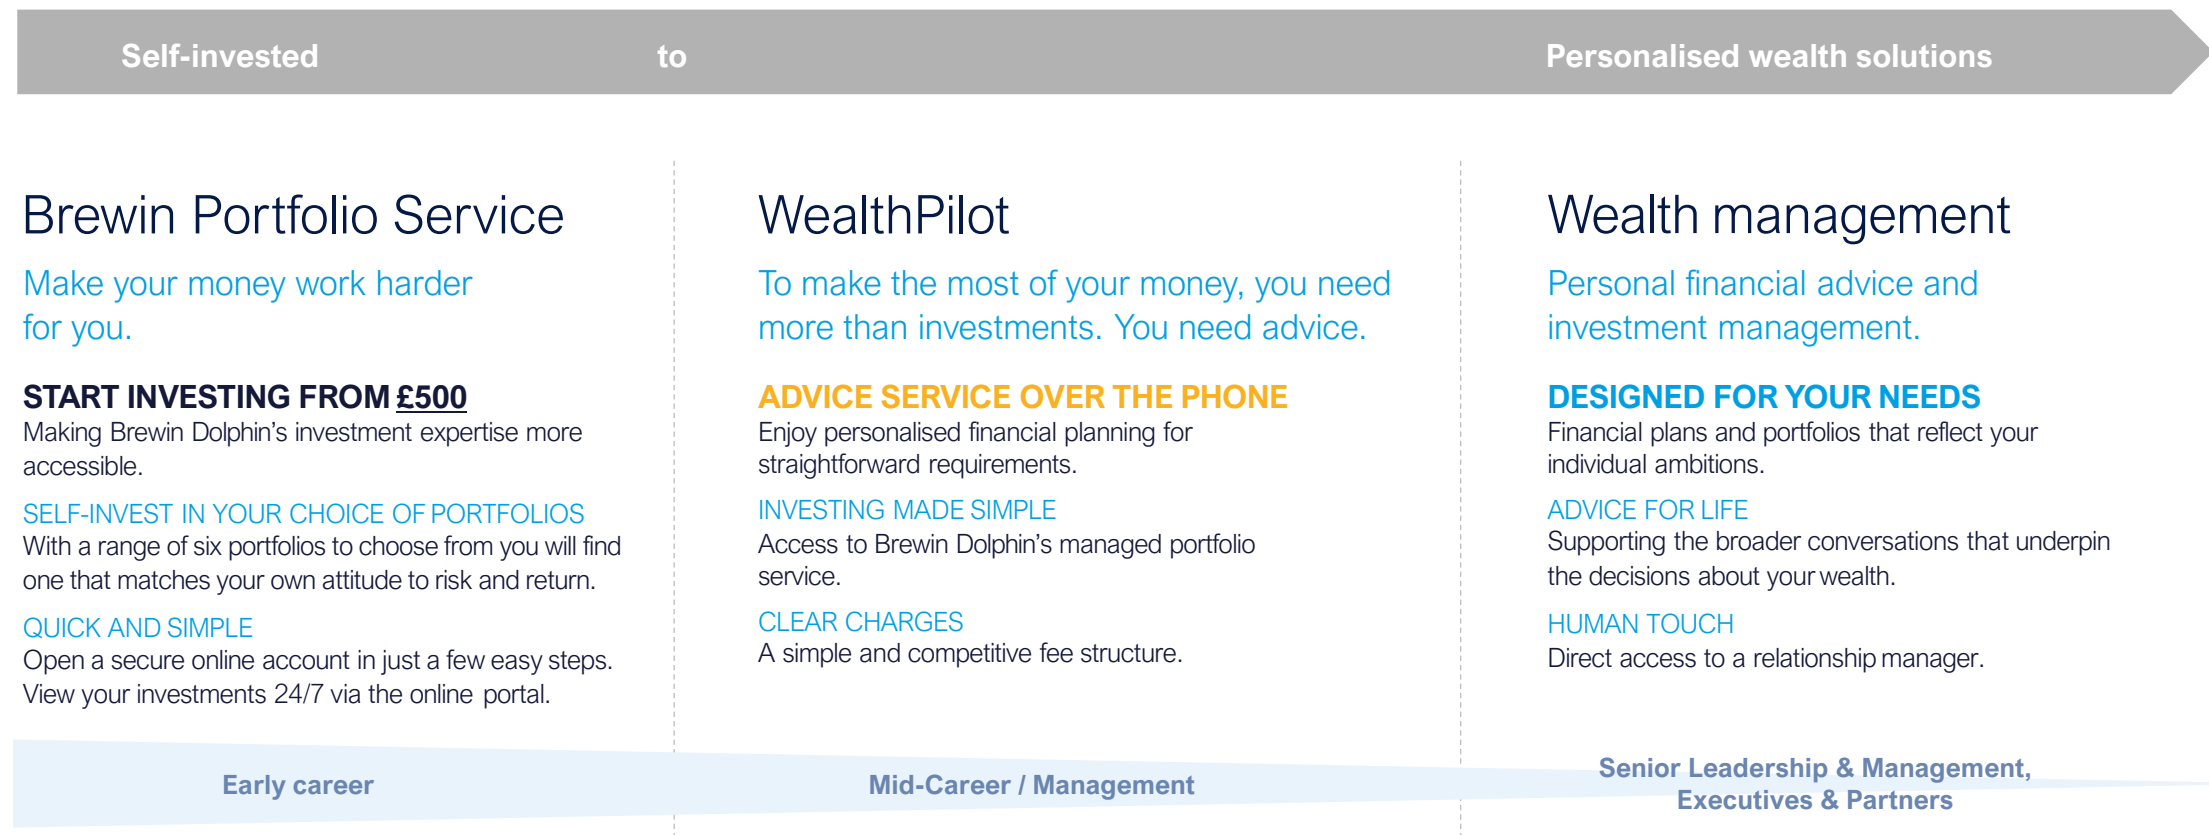 Self-invested to Personalised wealth solutions
Brewin Portfolio Service
Make your money work harder
for you.
START INVESTING FROM £500
Making Brewin Dolphin's investment expertise more
accessible.
SELF-INVEST IN YOUR CHOICE OF PORTFOLIOS
With a range of six portfolios to choose from you will find
one that matches your own attitude to risk and return.
QUICK AND SIMPLE
Open a secure online account in just a few easy steps.
View your investments 24/7 via the online portal.
Early career
WealthPilot
To make the most of your money, you need
more than investments. You need advice.
ADVICE SERVICE OVER THE PHONE
Enjoy personalised financial planning for
straightforward requirements.
INVESTING MADE SIMPLE
Access to Brewin Dolphin's managed portfolio
service.
CLEAR CHARGES
A simple and competitive fee structure.
Mid-Career / Management
Wealth management
Personal financial advice and
investment management.
DESIGNED FOR YOUR NEEDS
Financial plans and portfolios that reflect your
individual ambitions.
ADVICE FOR LIFE
Supporting the broader conversations that underpin
the decisions about your wealth.
HUMAN TOUCH
Direct access to a relationship manager.
Senior Leadership & Management,
Executives & Partners